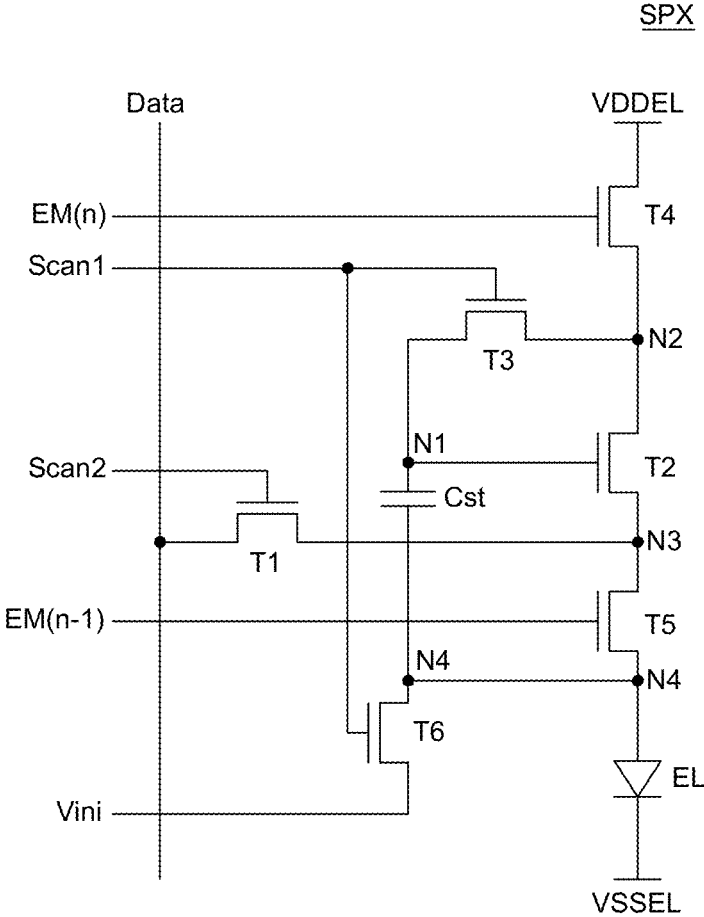 SPX
Data
VDDEL
EM(n)
T4
Scan1
T3
N2
N1
Scan2
T2
Cst
T1
N3
EM(n-1)
T5
N4
N4
T6
EL
Vini
VSSEL